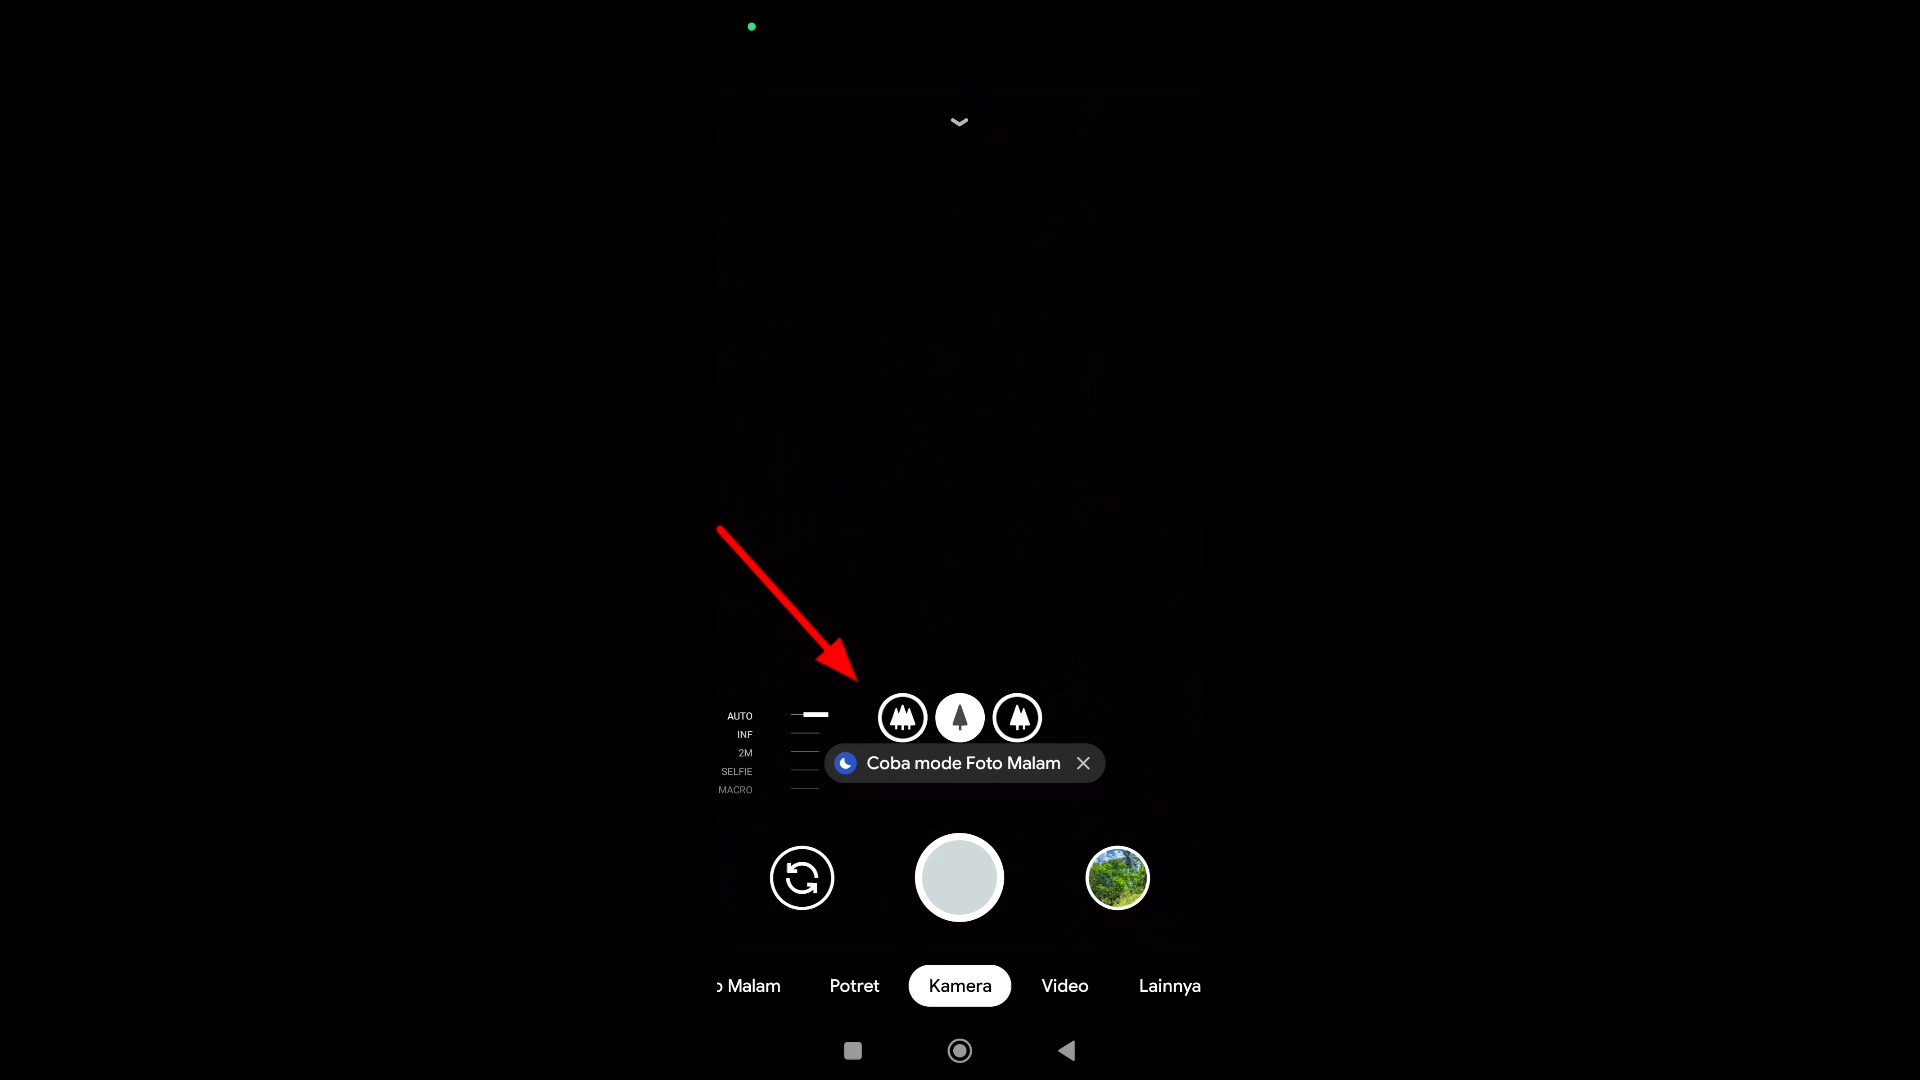 AUTO
INF
2M
SELFIE
MACRO
Coba mode Foto Malam
o Malam
Potret
Kamera
Video
Lainnya